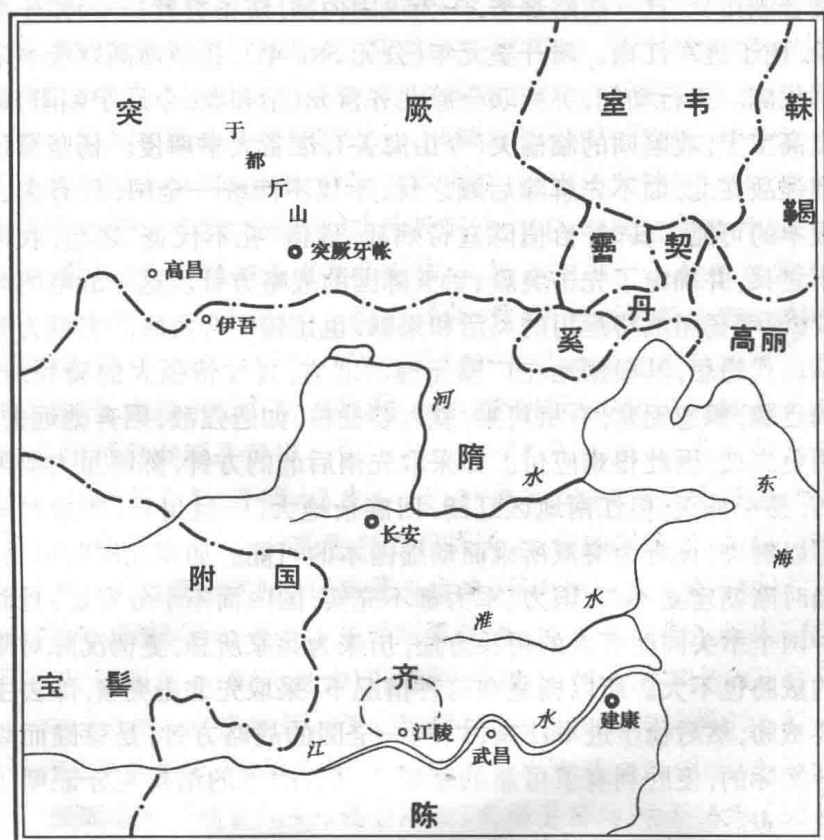 突厥
室韦
靺鞨
于都斤山
突厥牙帐
高昌
伊吾
霫
契丹
奚
高丽
河水
隋
东海
长安
附国
淮水
宝髻
齐
江陵
江水
武昌
建康
陈